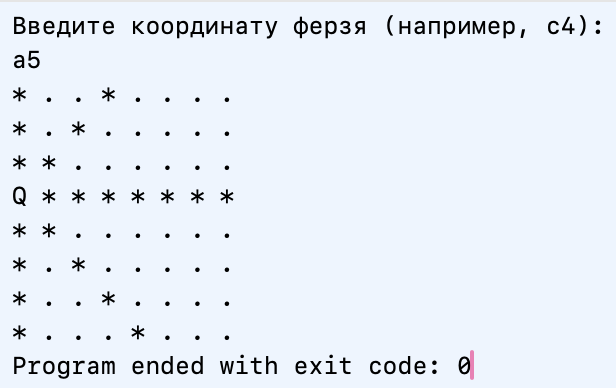 Введите координату ферзя (например, c4):
a5
* . . * . . . .
* . * . . . . .
* * . . . . . .
Q * * * * * * *
* * . . . . . .
* . * . . . . .
* . . * . . . .
* . . . * . . .
Program ended with exit code: 0